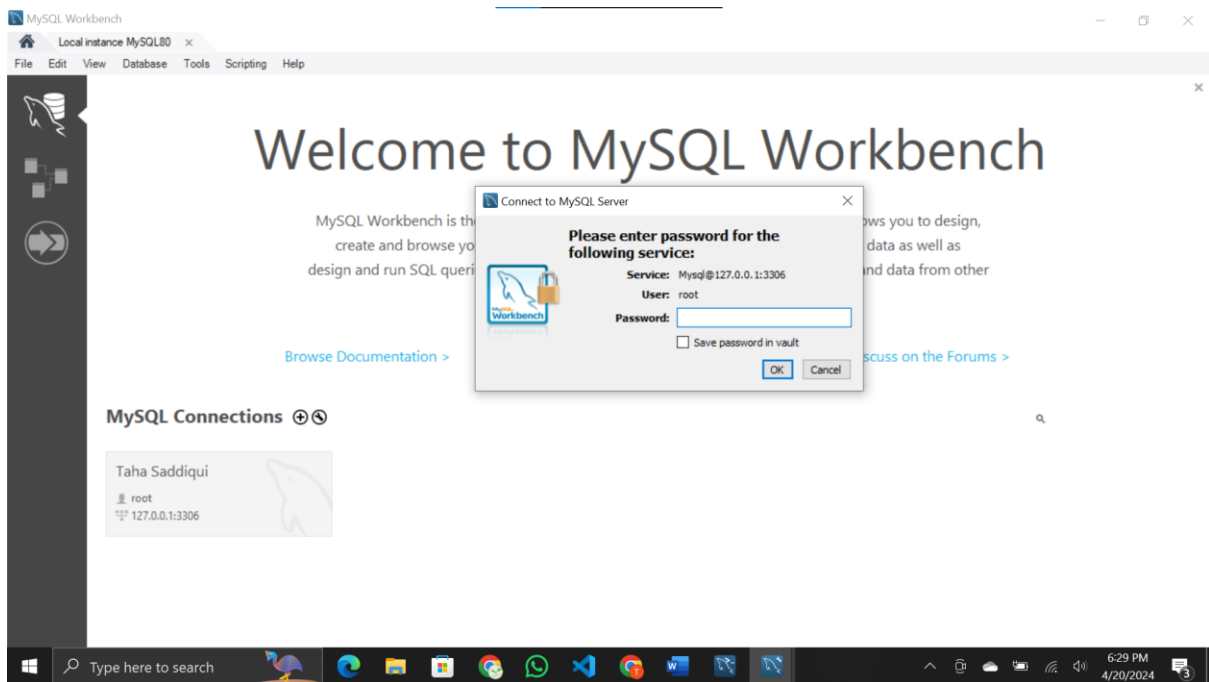 MySQL Workbench
Local instance MySQL80
File Edit View Database Tools Scripting Help
Welcome to MySQL Workbench
MySQL Workbench is the
ows you to design,
create and browse yo
data as well as
design and run SQL queri
nd data from other
Browse Documentation >
scuss on the Forums >
Connect to MySQL Server
Please enter password for the
following service:
Service: Mysql@127.0.0.1:3306
User: root
Password:
Save password in vault
OK Cancel
MySQL
Workbench
MySQL Connections
Taha Saddiqui
root
127.0.0.1:3306
Type here to search
6:29 PM
4/20/2024
3